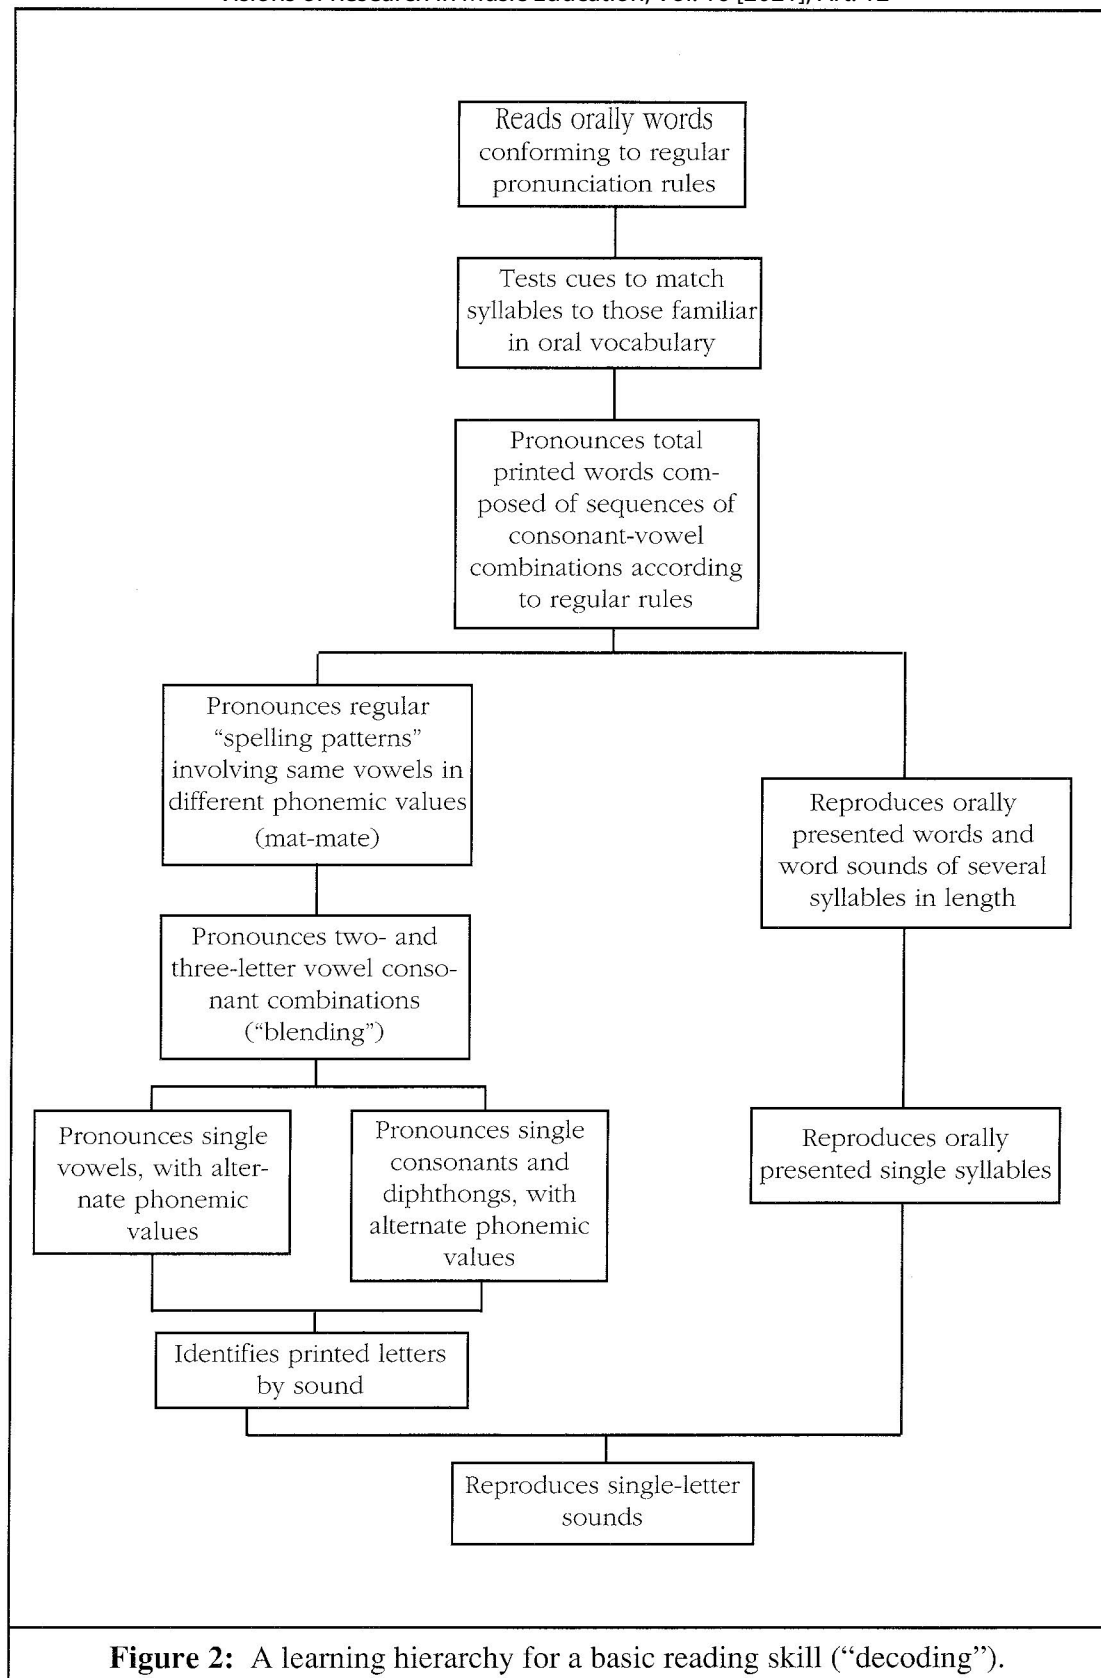 Reads orally words
conforming to regular
pronunciation rules
Tests cues to match
syllables to those familiar
in oral vocabulary
Pronounces total
printed words com-
posed of sequences of
consonant-vowel
combinations according
to regular rules
Pronounces regular
“spelling patterns”
involving same vowels in
different phonemic values
(mat-mate)
Reproduces orally
presented words and
word sounds of several
syllables in length
Pronounces two- and
three-letter vowel conso-
nant combinations
(“blending”)
Pronounces single
vowels, with alter-
nate phonemic
values
Pronounces single
consonants and
diphthongs, with
alternate phonemic
values
Reproduces orally
presented single syllables
Identifies printed letters
by sound
Reproduces single-letter
sounds
Figure 2: A learning hierarchy for a basic reading skill (“decoding”).